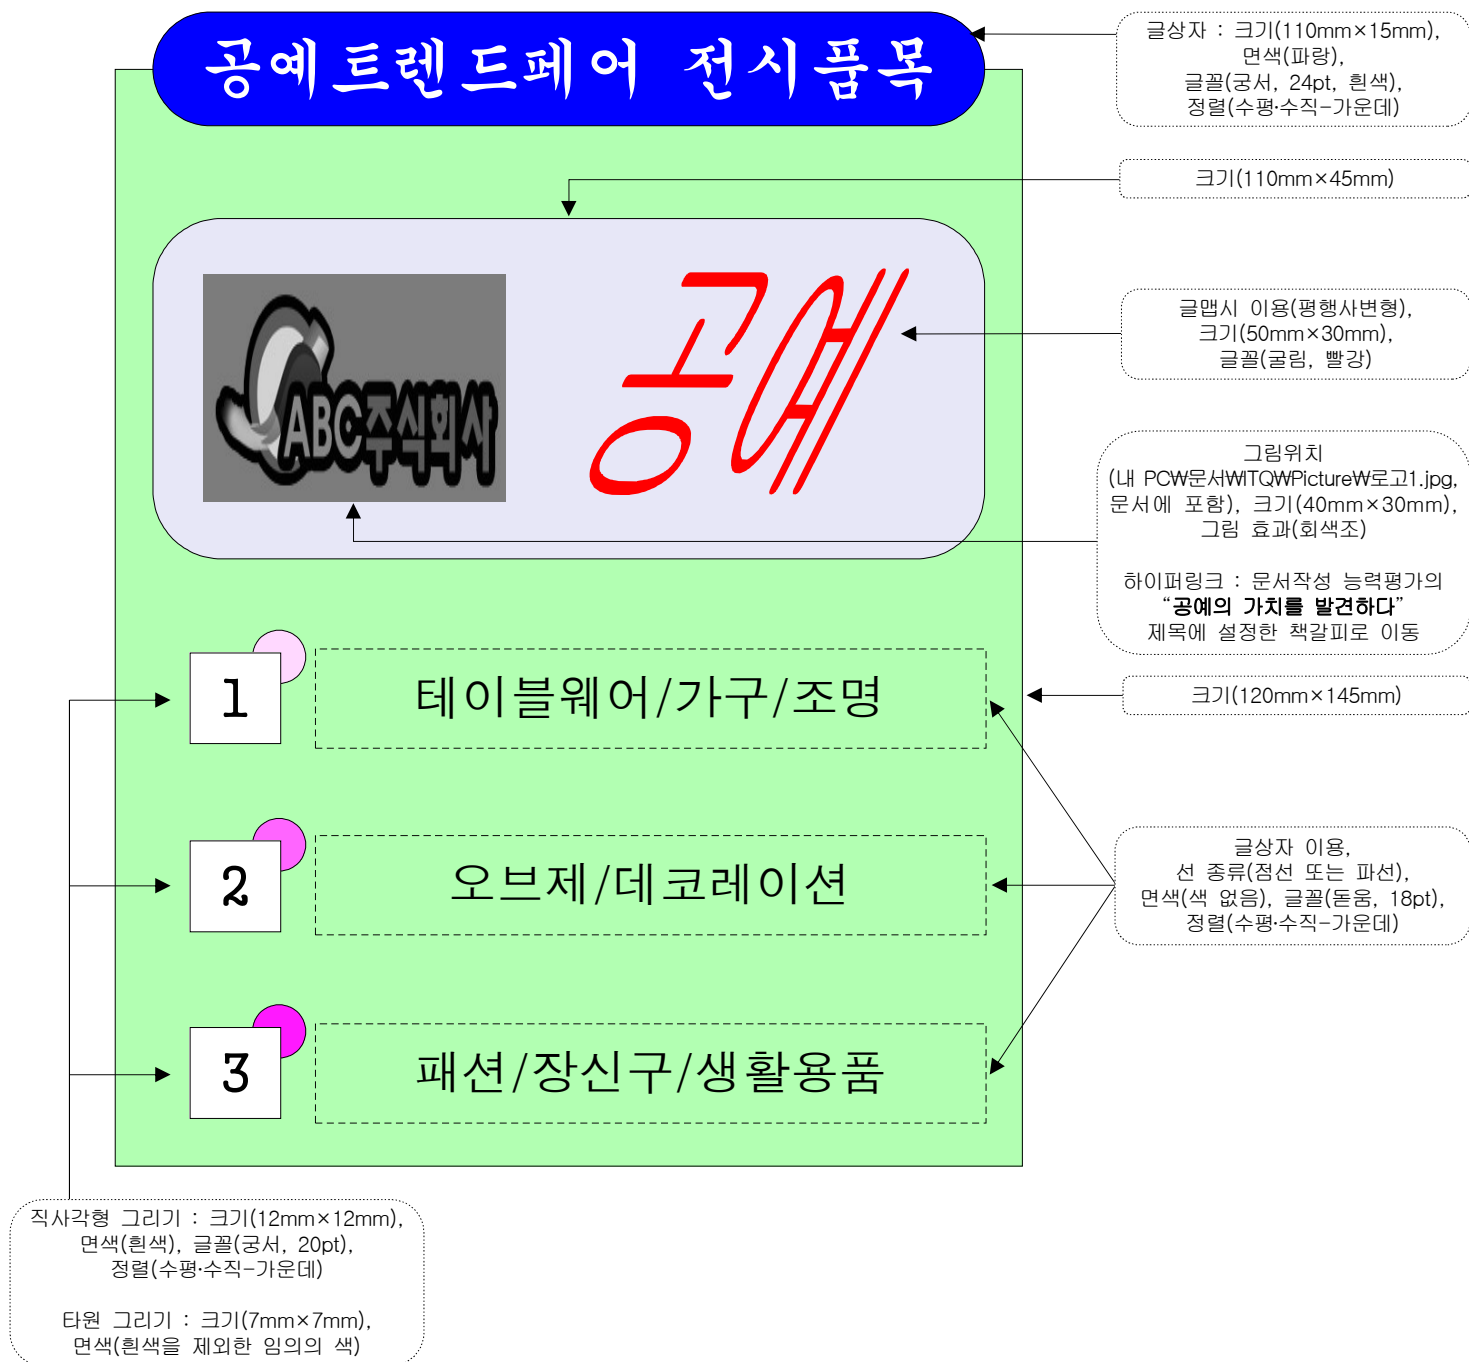 공예트렌드페어 전시품목
글상자 : 크기(110mm×15mm),
면색(파랑),
글꼴(궁서, 24pt, 흰색),
정렬(수평·수직-가운데)
크기(110mm×45mm)
ABC주식회사
공예
글맵시 이용(평행사변형),
크기(50mm×30mm),
글꼴(굴림, 빨강)
그림위치
(내 PC₩문서₩ITQ₩Picture₩로고1.jpg,
문서에 포함), 크기(40mm×30mm),
그림 효과(회색조)
하이퍼링크 : 문서작성 능력평가의
“공예의 가치를 발견하다”
제목에 설정한 책갈피로 이동
1
테이블웨어/가구/조명
크기(120mm×145mm)
2
오브제/데코레이션
글상자 이용,
선 종류(점선 또는 파선),
면색(색 없음), 글꼴(돋움, 18pt),
정렬(수평·수직-가운데)
3
패션/장신구/생활용품
직사각형 그리기 : 크기(12mm×12mm),
면색(흰색), 글꼴(궁서, 20pt),
정렬(수평·수직-가운데)
타원 그리기 : 크기(7mm×7mm),
면색(흰색을 제외한 임의의 색)